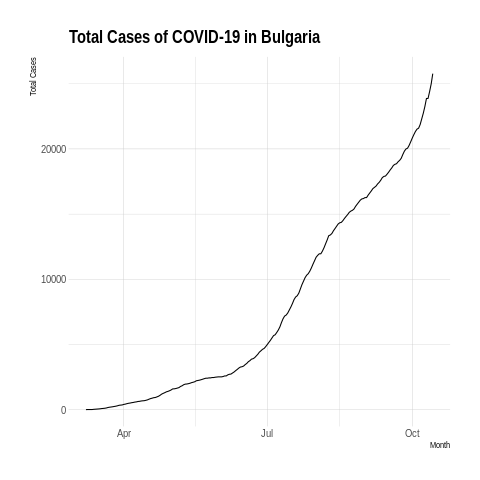 Total Cases of COVID-19 in Bulgaria
Total Cases
20000
10000
0
Apr Jul Oct
Month